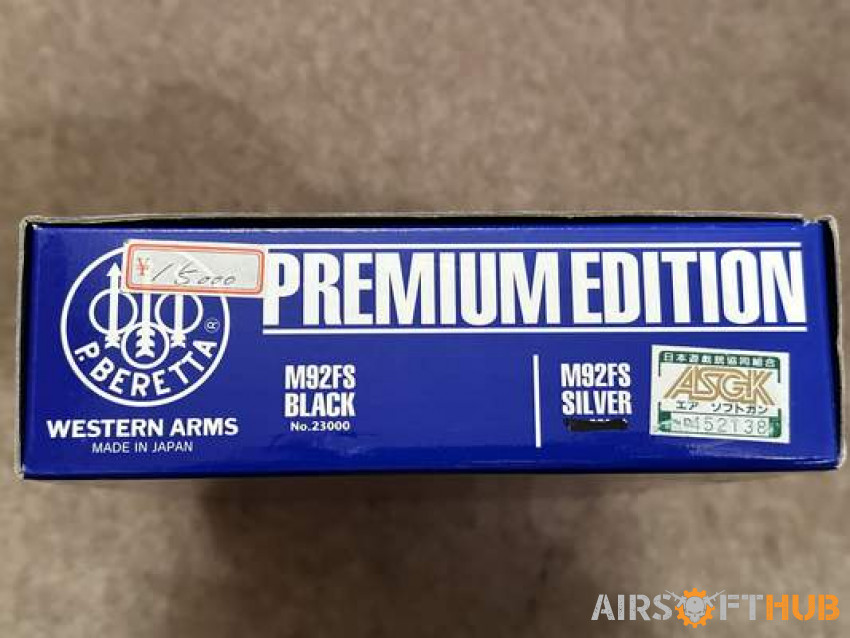 ¥15000
PREMIUM EDITION
P. BERETTA ®
WESTERN ARMS
MADE IN JAPAN
M92FS
BLACK
No.23000
M92FS
SILVER
日本遊戯銃協同組合
ASGK
エア ソフトガン
452138
AIRSOFTHUB